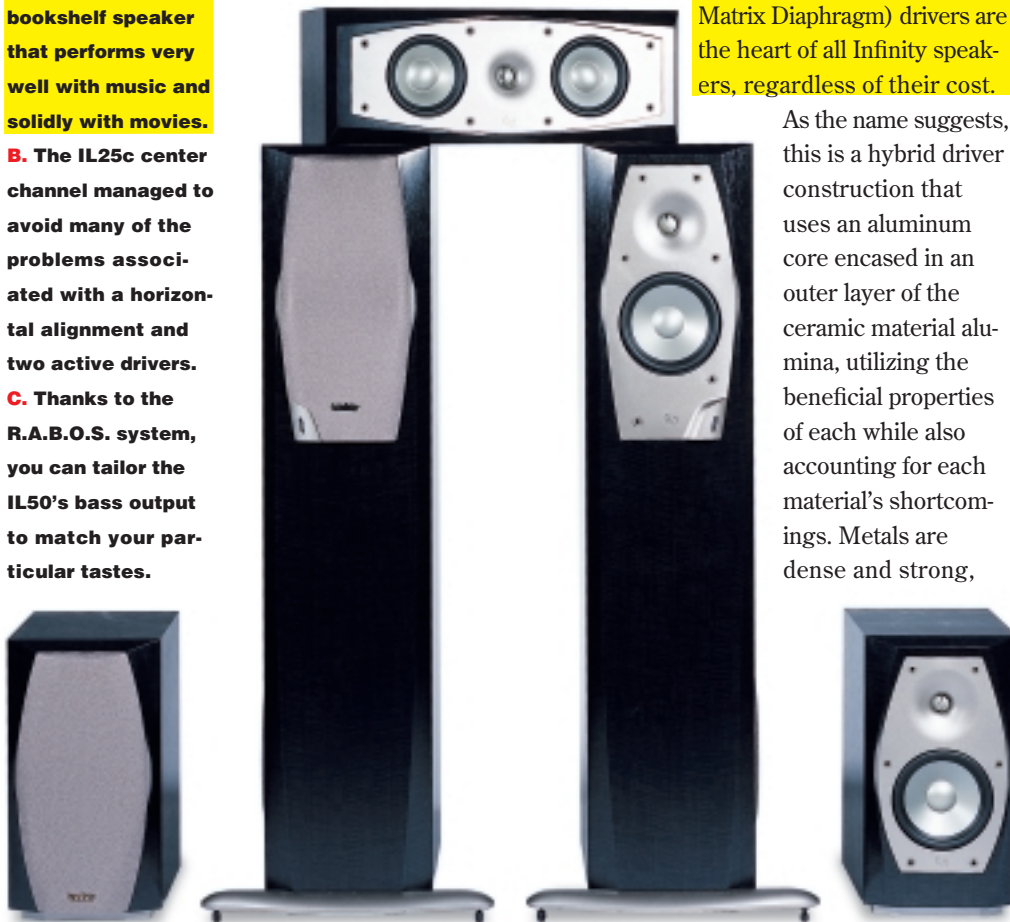 bookshelf speaker
that performs very
well with music and
solidly with movies.
B. The IL25c center
channel managed to
avoid many of the
problems associ-
ated with a horizon-
tal alignment and
two active drivers.
C. Thanks to the
R.A.B.O.S. system,
you can tailor the
IL50's bass output
to match your par-
ticular tastes.
Matrix Diaphragm) drivers are
the heart of all Infinity speak-
ers, regardless of their cost.
As the name suggests,
this is a hybrid driver
construction that
uses an aluminum
core encased in an
outer layer of the
ceramic material alu-
mina, utilizing the
beneficial properties
of each while also
accounting for each
material's shortcom-
ings. Metals are
dense and strong,